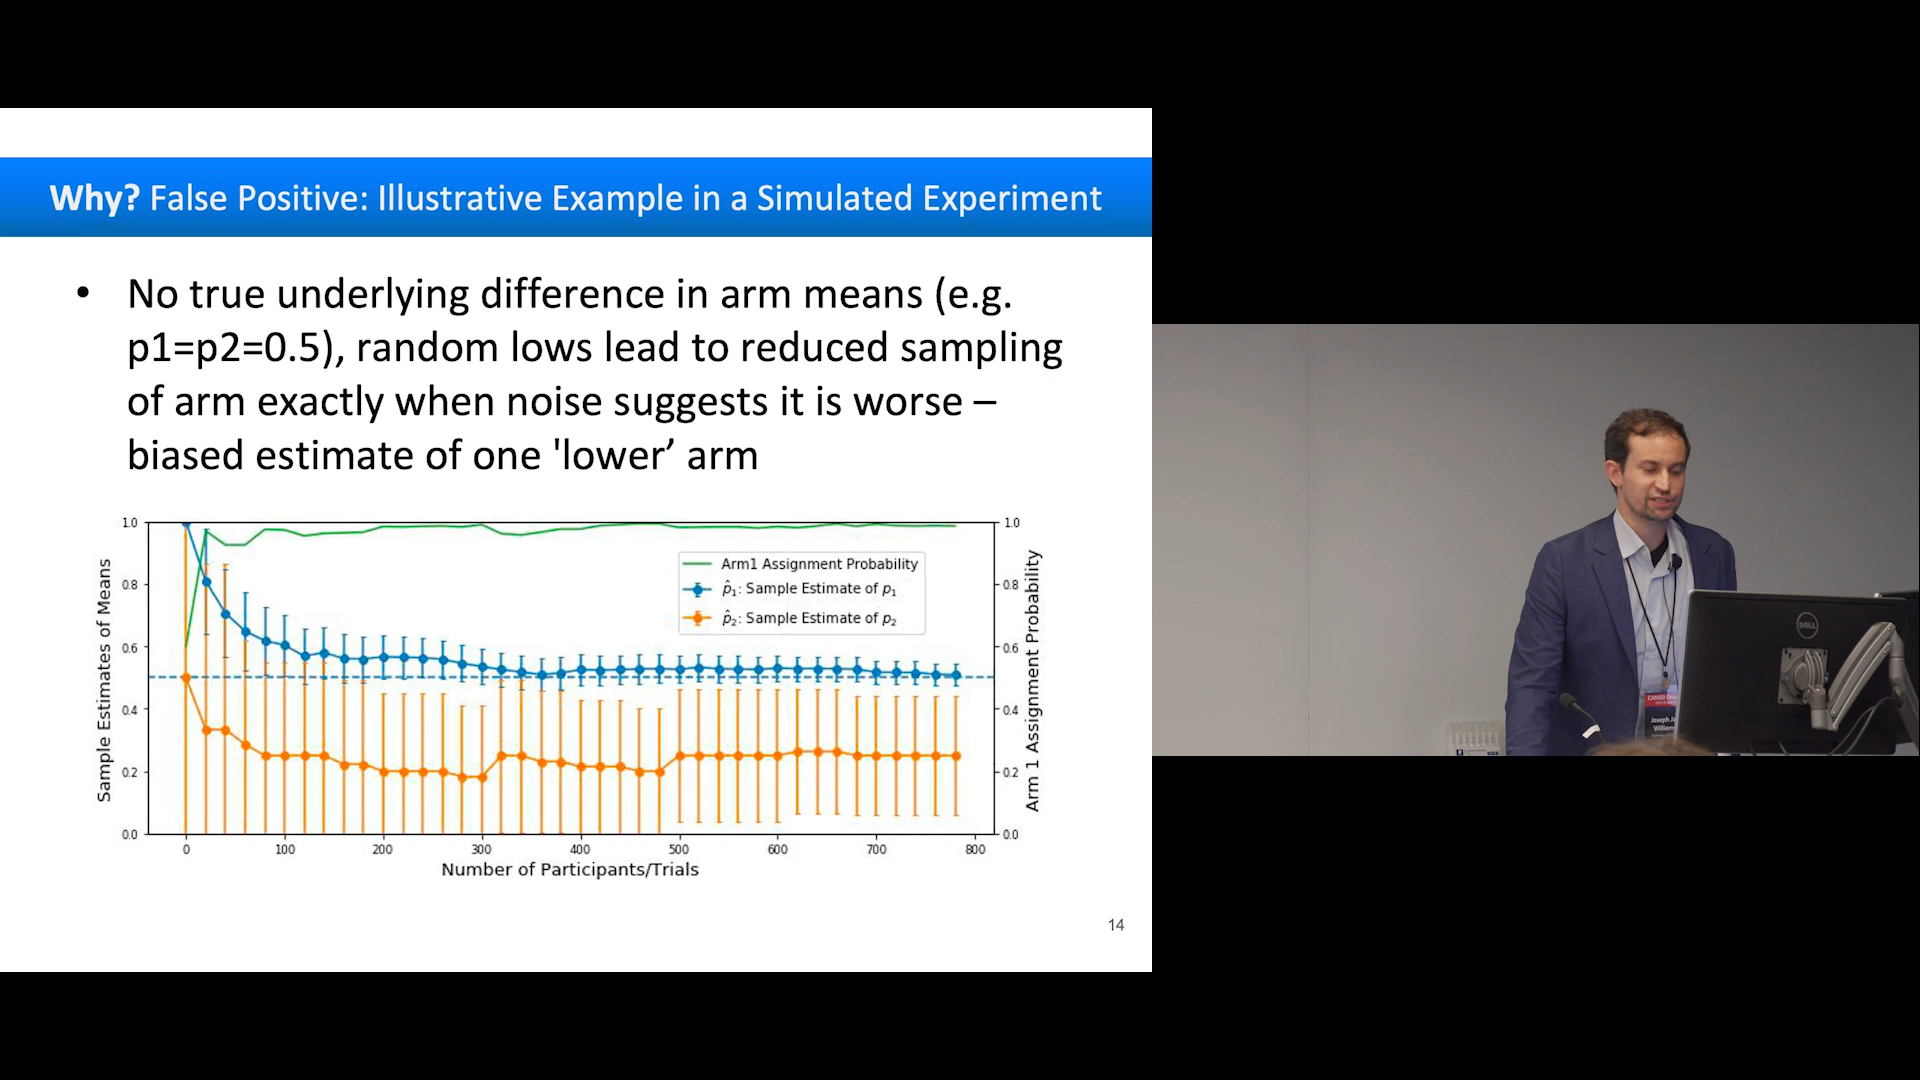 Why? False Positive: Illustrative Example in a Simulated Experiment
• No true underlying difference in arm means (e.g.
p1=p2=0.5), random lows lead to reduced sampling
of arm exactly when noise suggests it is worse –
biased estimate of one 'lower’ arm
Sample Estimates of Means
1.0
0.8
0.6
0.4
0.2
0.0
Arm1 Assignment Probability
p̂₁: Sample Estimate of p₁
p̂₂: Sample Estimate of p₂
1.0
0.8
0.6
0.4
0.2
0.0
Arm 1 Assignment Probability
0 100 200 300 400 500 600 700 800
Number of Participants/Trials
14
DELL
CANSSI
Joseph